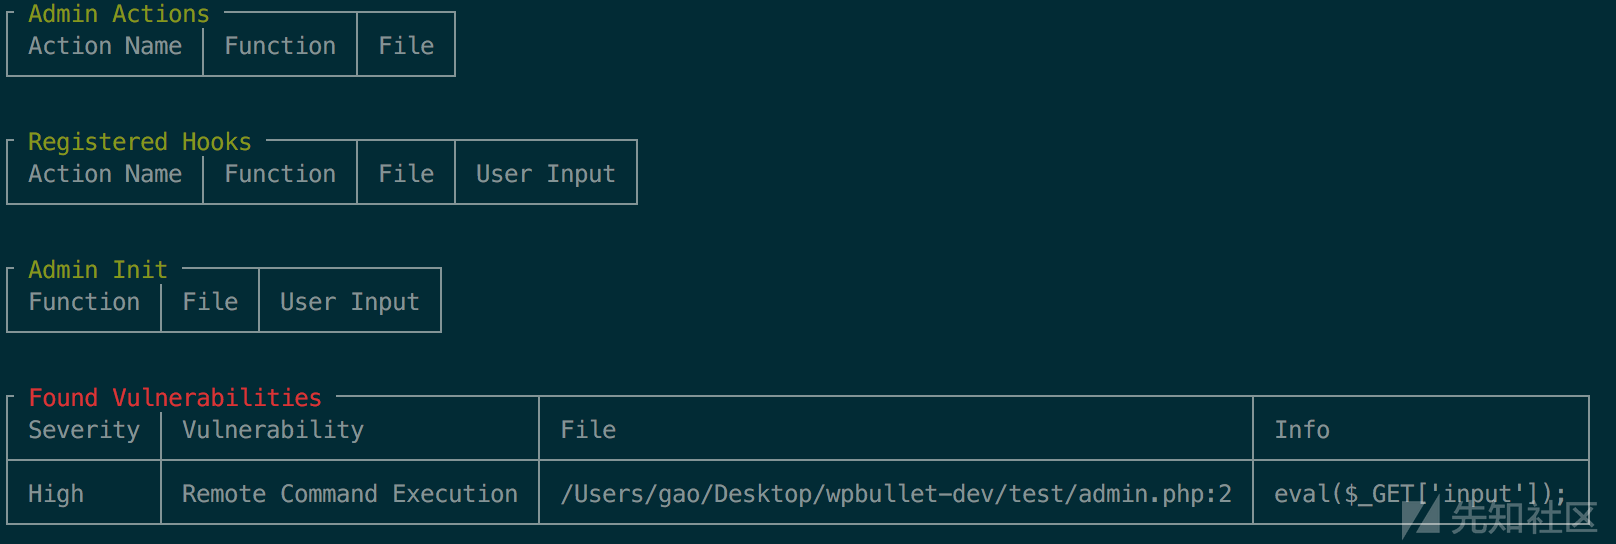 Admin Actions
Action Name Function File
Registered Hooks
Action Name Function File User Input
Admin Init
Function File User Input
Found Vulnerabilities
Severity Vulnerability File Info
High Remote Command Execution /Users/gao/Desktop/wpbullet-dev/test/admin.php:2 eval($_GET['input']);
先知社区